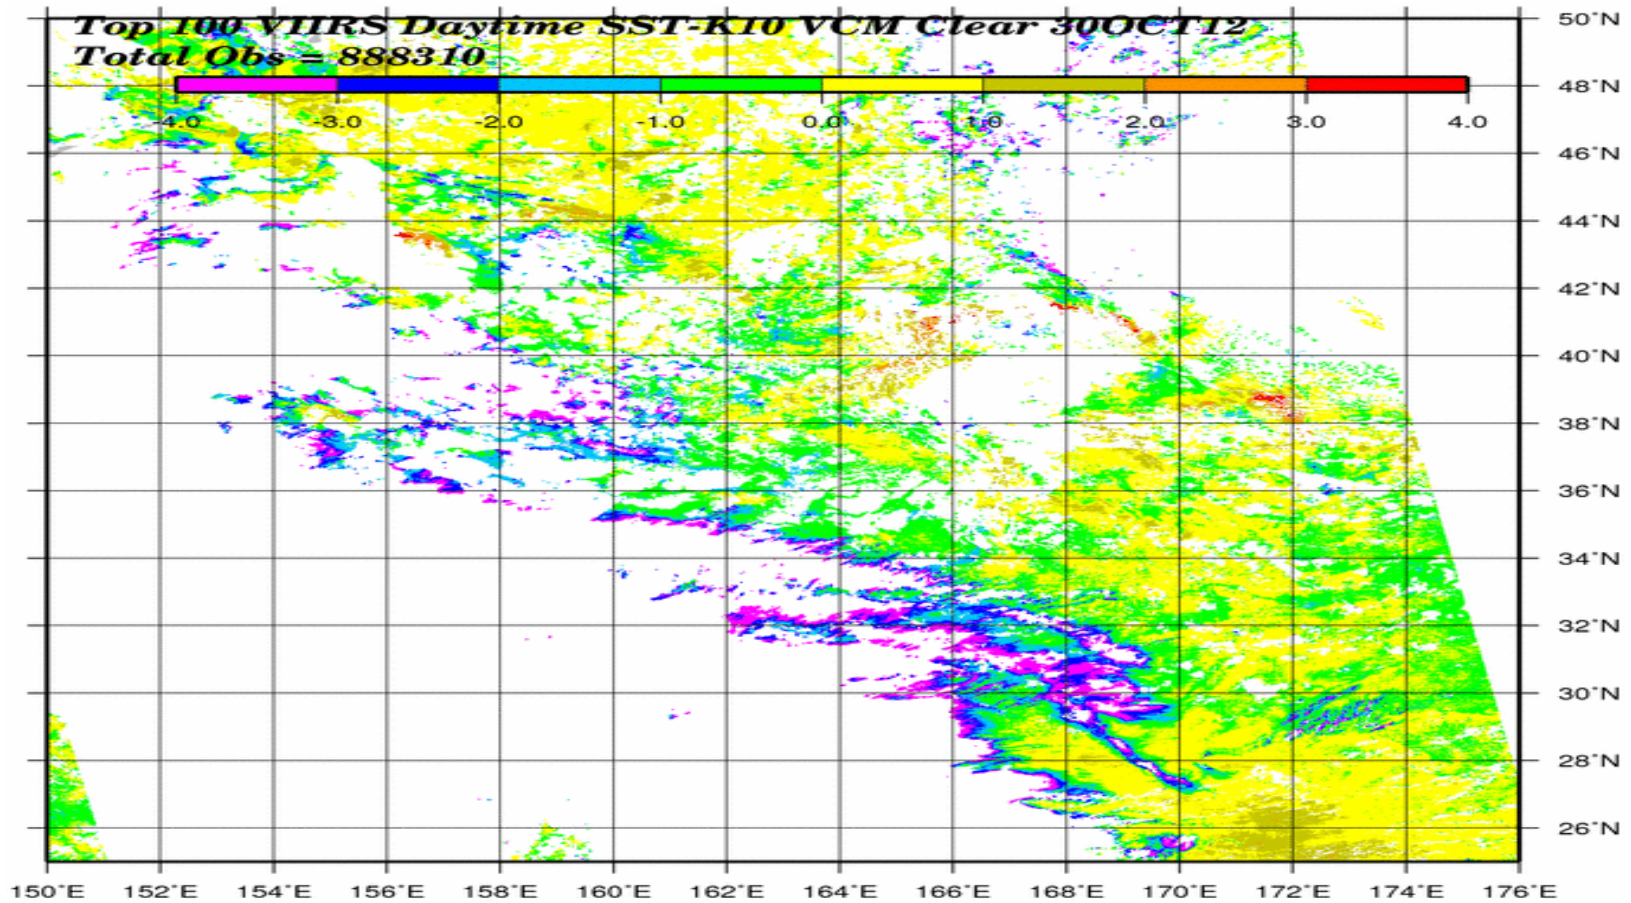 Top 100 VHRS Daytime SST-K10 VCM Clear 30OCT12
Total Obs = 888310
-4.0 -3.0 -2.0 -1.0 0.0 1.0 2.0 3.0 4.0
50°N
48°N
46°N
44°N
42°N
40°N
38°N
36°N
34°N
32°N
30°N
28°N
26°N
150°E 152°E 154°E 156°E 158°E 160°E 162°E 164°E 166°E 168°E 170°E 172°E 174°E 176°E